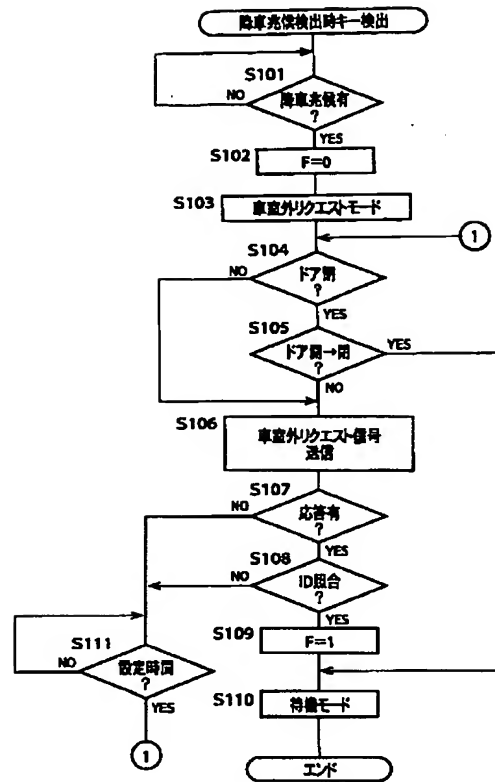 降車兆候検出時キー検出
S101
降車兆候有
?
NO
YES
S102
F=0
S103
車室外リクエストモード
1
S104
NO
ドア閉
?
YES
S105
ドア開→閉
?
YES
NO
S106
車室外リクエスト信号
送信
S107
NO
応答有
?
YES
S108
NO
ID照合
?
YES
S109
F=1
S111
NO
設定時間
?
YES
S110
待機モード
1
エンド